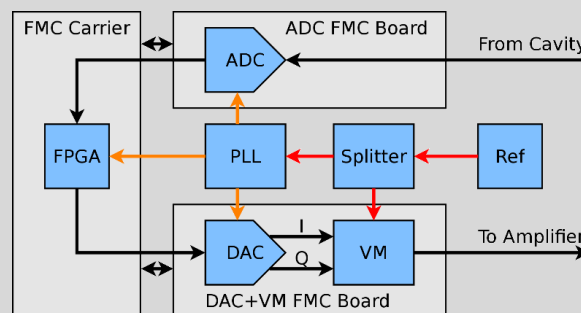 FMC Carrier
ADC FMC Board
ADC
From Cavity
FPGA
PLL
Splitter
Ref
I
Q
DAC
VM
To Amplifier
DAC+VM FMC Board